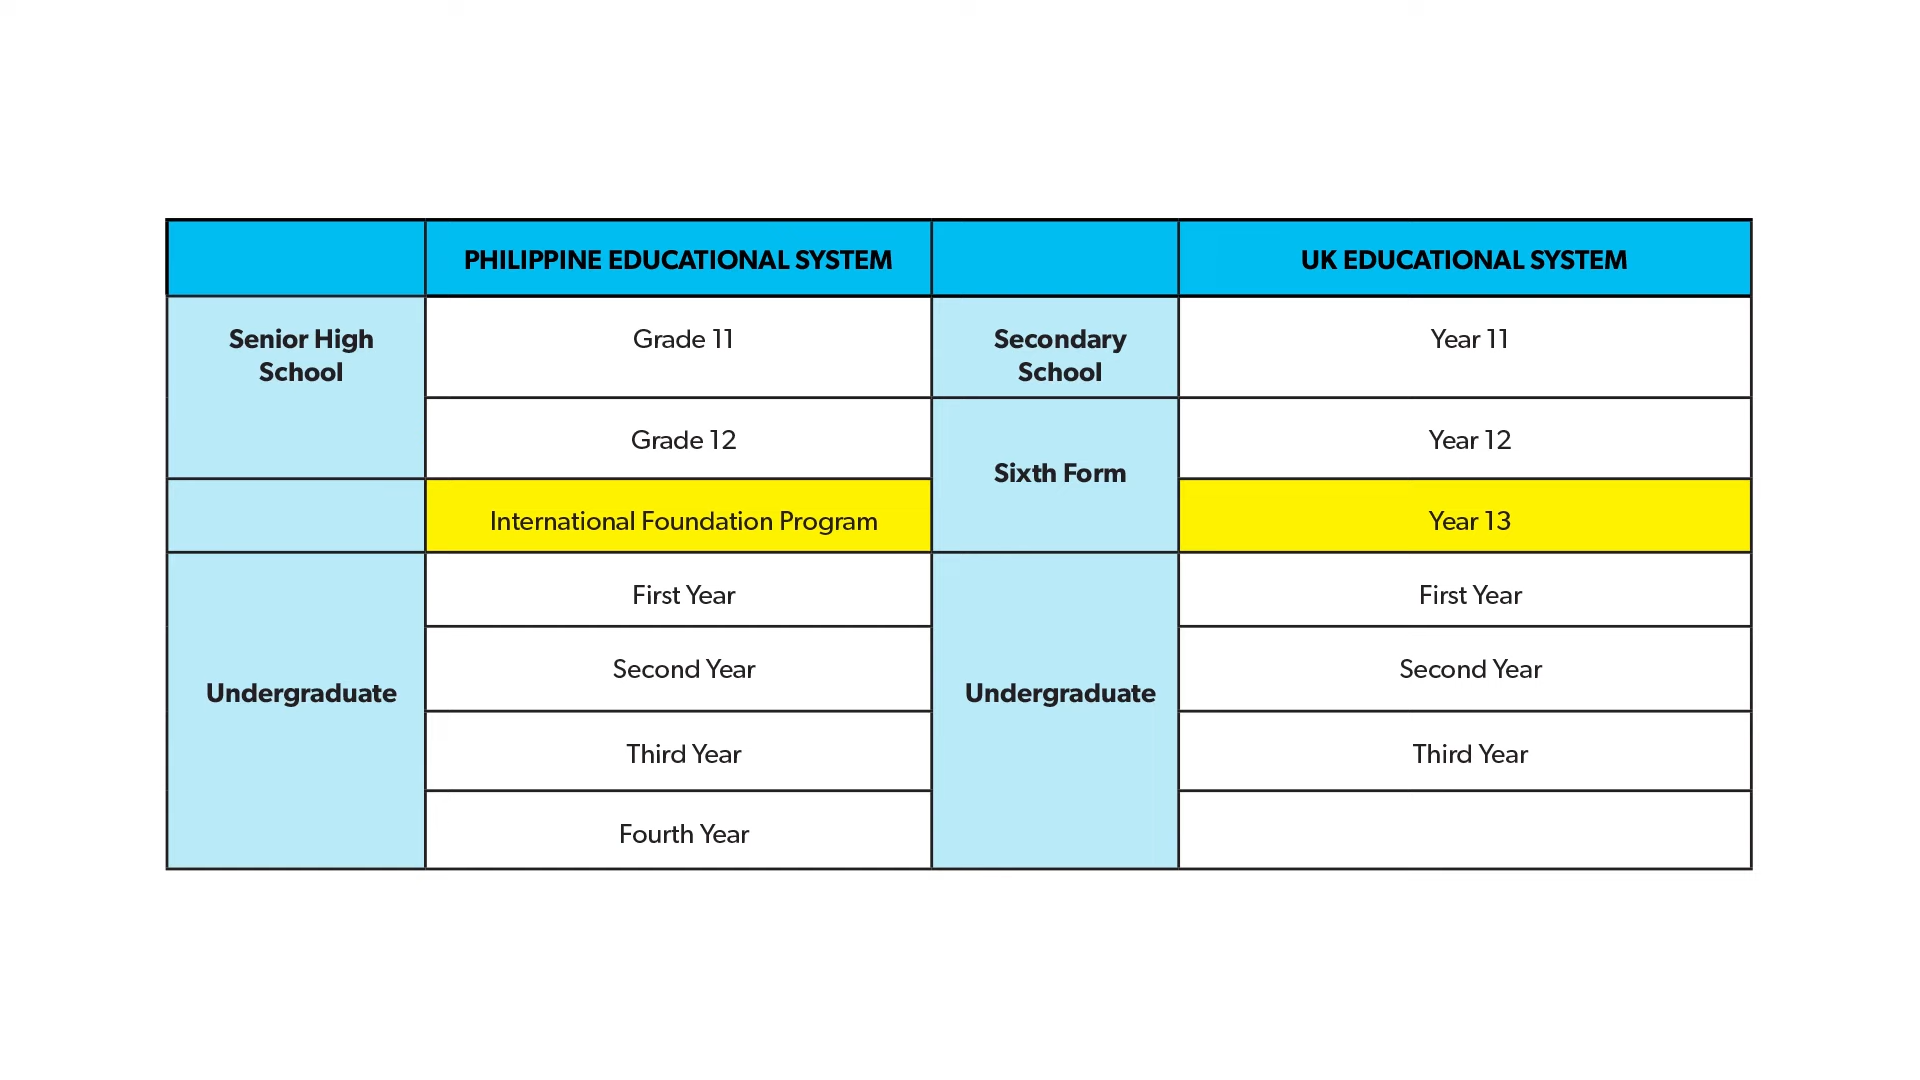 PHILIPPINE EDUCATIONAL SYSTEM
UK EDUCATIONAL SYSTEM
Senior High
School
Grade 11
Secondary
School
Year 11
Grade 12
Sixth Form
Year 12
International Foundation Program
Year 13
Undergraduate
First Year
Undergraduate
First Year
Second Year
Second Year
Third Year
Third Year
Fourth Year